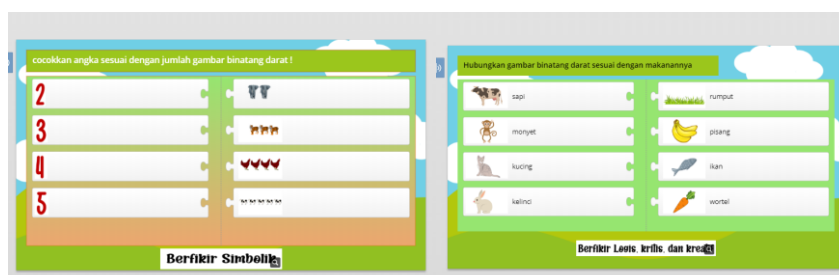 cocokkan angka sesuai dengan jumlah gambar binatang darat !
2
3
4
5
Berfikir Simbolik
Hubungkan gambar binatang darat sesuai dengan makanannya
sapi rumput
monyet pisang
kucing ikan
kelinci wortel
Berfikir Logis, kritis, dan krea